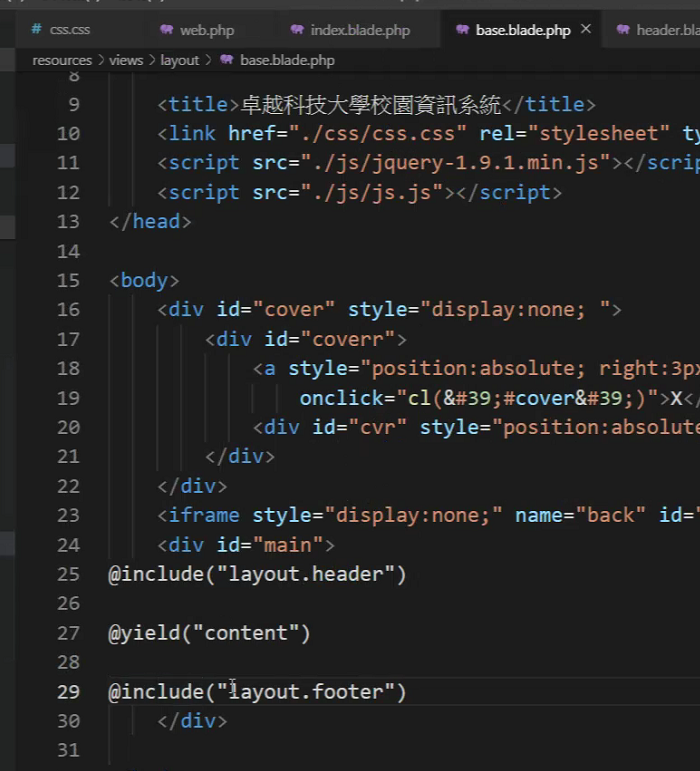 # css.css web.php index.blade.php base.blade.php × header.bla
resources > views > layout > base.blade.php
8
9 <title>卓越科技大學校園資訊系統</title>
10 <link href="./css/css.css" rel="stylesheet" ty
11 <script src="./js/jquery-1.9.1.min.js"></scrip
12 <script src="./js/js.js"></script>
13 </head>
14
15 <body>
16 <div id="cover" style="display:none; ">
17 <div id="coverr">
18 <a style="position:absolute; right:3px
19 onclick="cl(&#39;#cover&#39;)">X</
20 <div id="cvr" style="position:absolute
21 </div>
22 </div>
23 <iframe style="display:none;" name="back" id="
24 <div id="main">
25 @include("layout.header")
26
27 @yield("content")
28
29 @include("layout.footer")
30 </div>
31